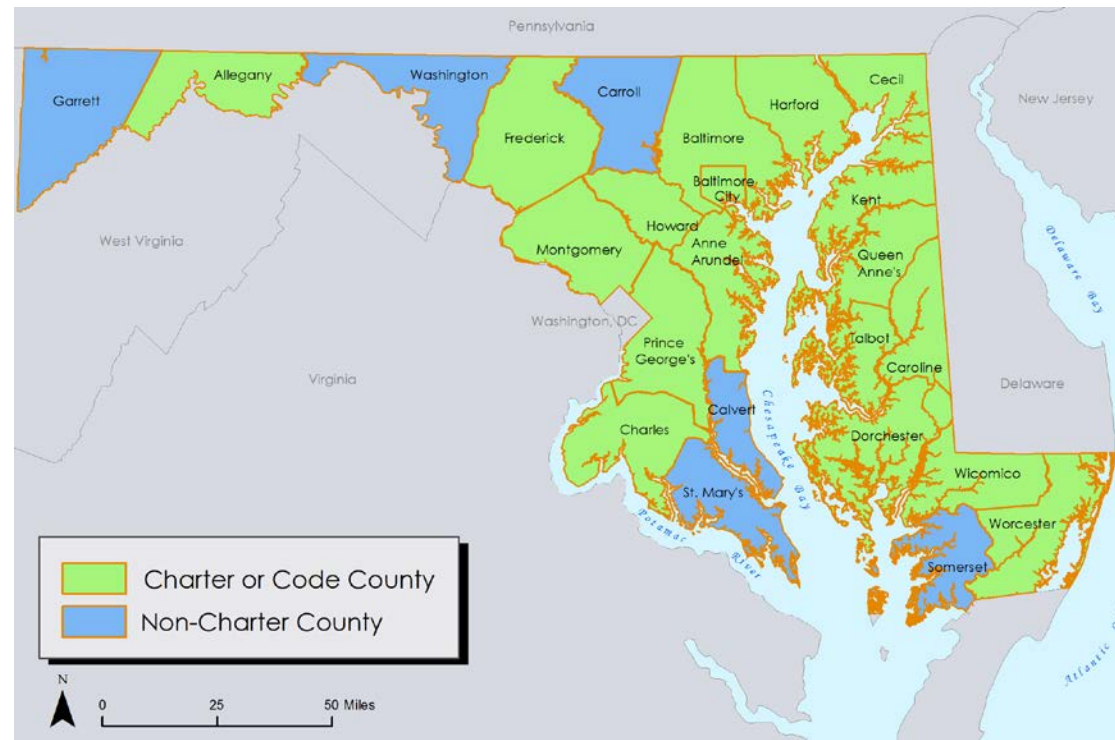 Pennsylvania
New Jersey
Garrett
Allegany
Washington
Carroll
Frederick
Baltimore
Harford
Cecil
Baltimore
City
Kent
West Virginia
Montgomery
Howard
Anne
Arundel
Queen
Anne's
Delaware Bay
Washington, DC
Prince
George's
Talbot
Caroline
Virginia
Delaware
Calvert
Chesapeake Bay
Charles
Dorchester
Wicomico
St. Mary's
Worcester
Potamac River
Somerset
Charter or Code County
Non-Charter County
N
0 25 50 Miles
Atlantic